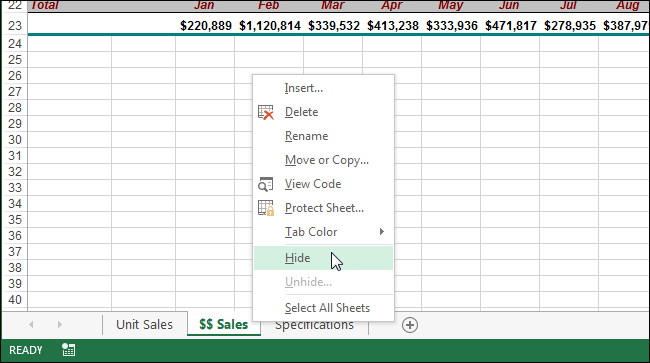 22 Total Jan Feb Mar Apr May Jun Jul Aug
23 $220,889 $1,120,814 $339,532 $413,238 $333,936 $471,817 $278,935 $387,97
24
25
26
27 Insert...
28 Delete
29 Rename
30
31 Move or Copy...
32 View Code
33
34 Protect Sheet...
35 Tab Color
36
37 Hide
38 Unhide...
39
40 Select All Sheets
Unit Sales $$ Sales Specifications
READY